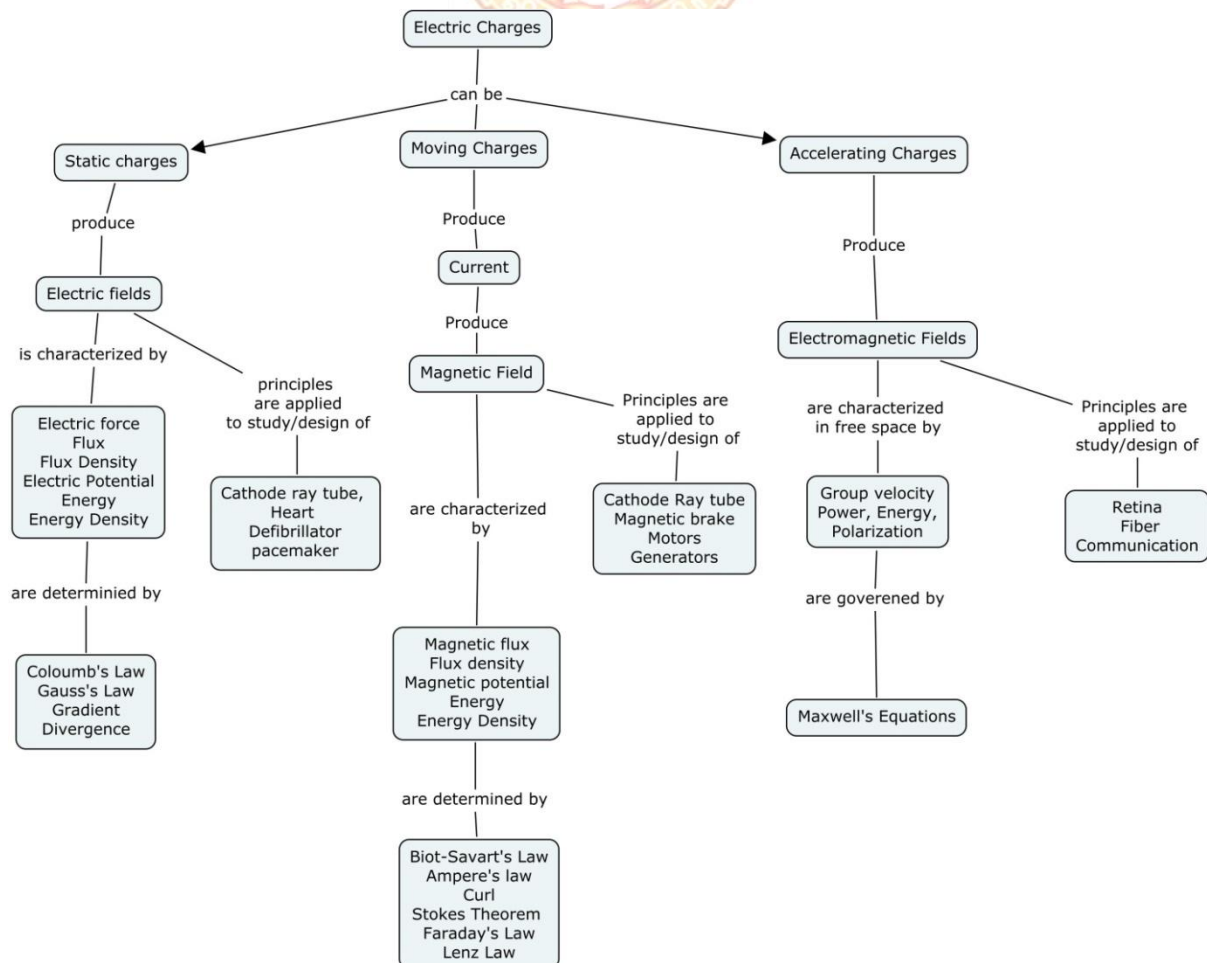 Electric Charges
can be
Static charges
Moving Charges
Accelerating Charges
produce
Produce
Produce
Electric fields
Current
Produce
Electromagnetic Fields
is characterized by
Magnetic Field
principles
are applied
to study/design of
Principles are
applied to
study/design of
are characterized
in free space by
Principles are
applied to
study/design of
Electric force
Flux
Flux Density
Electric Potential
Energy
Energy Density
Cathode ray tube,
Heart
Defibrillator
pacemaker
are characterized
by
Cathode Ray tube
Magnetic brake
Motors
Generators
Group velocity
Power, Energy,
Polarization
Retina
Fiber
Communication
are determinied by
are goverened by
Coloumb's Law
Gauss's Law
Gradient
Divergence
Magnetic flux
Flux density
Magnetic potential
Energy
Energy Density
Maxwell's Equations
are determined by
Biot-Savart's Law
Ampere's law
Curl
Stokes Theorem
Faraday's Law
Lenz Law